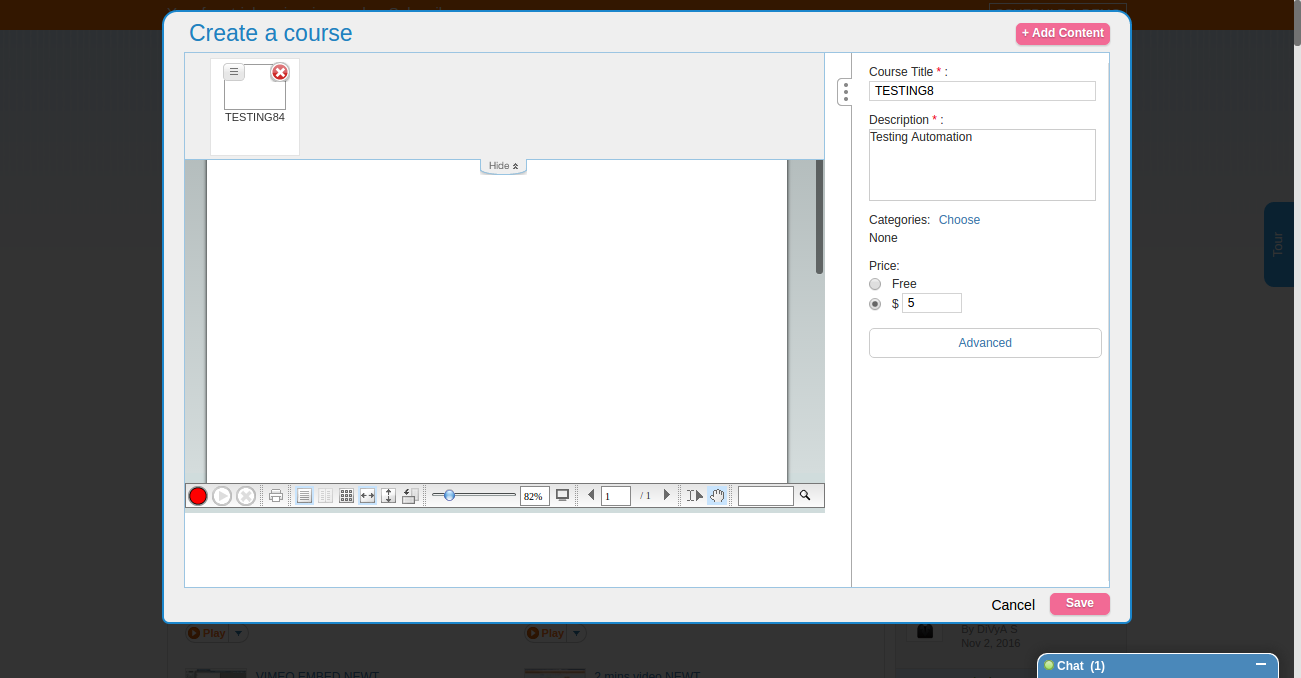 Create a course
+ Add Content
TESTING84
Hide
Course Title * :
TESTING8
Description * :
Testing Automation
Categories: Choose
None
Price:
Free
$ 5
Advanced
Tour
82%
1 / 1
Cancel
Save
Play
Play
By DiVyA S
Nov 2, 2016
VIMEO EMBED NEWT
2 mins video NEWT
Chat (1)